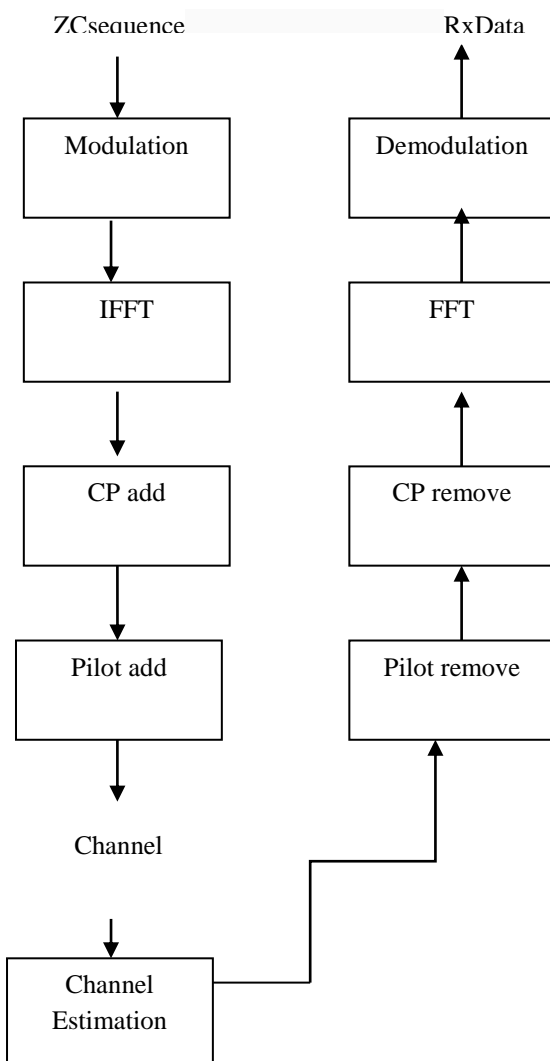 ZCsequence
RxData
Modulation
Demodulation
IFFT
FFT
CP add
CP remove
Pilot add
Pilot remove
Channel
Channel
Estimation